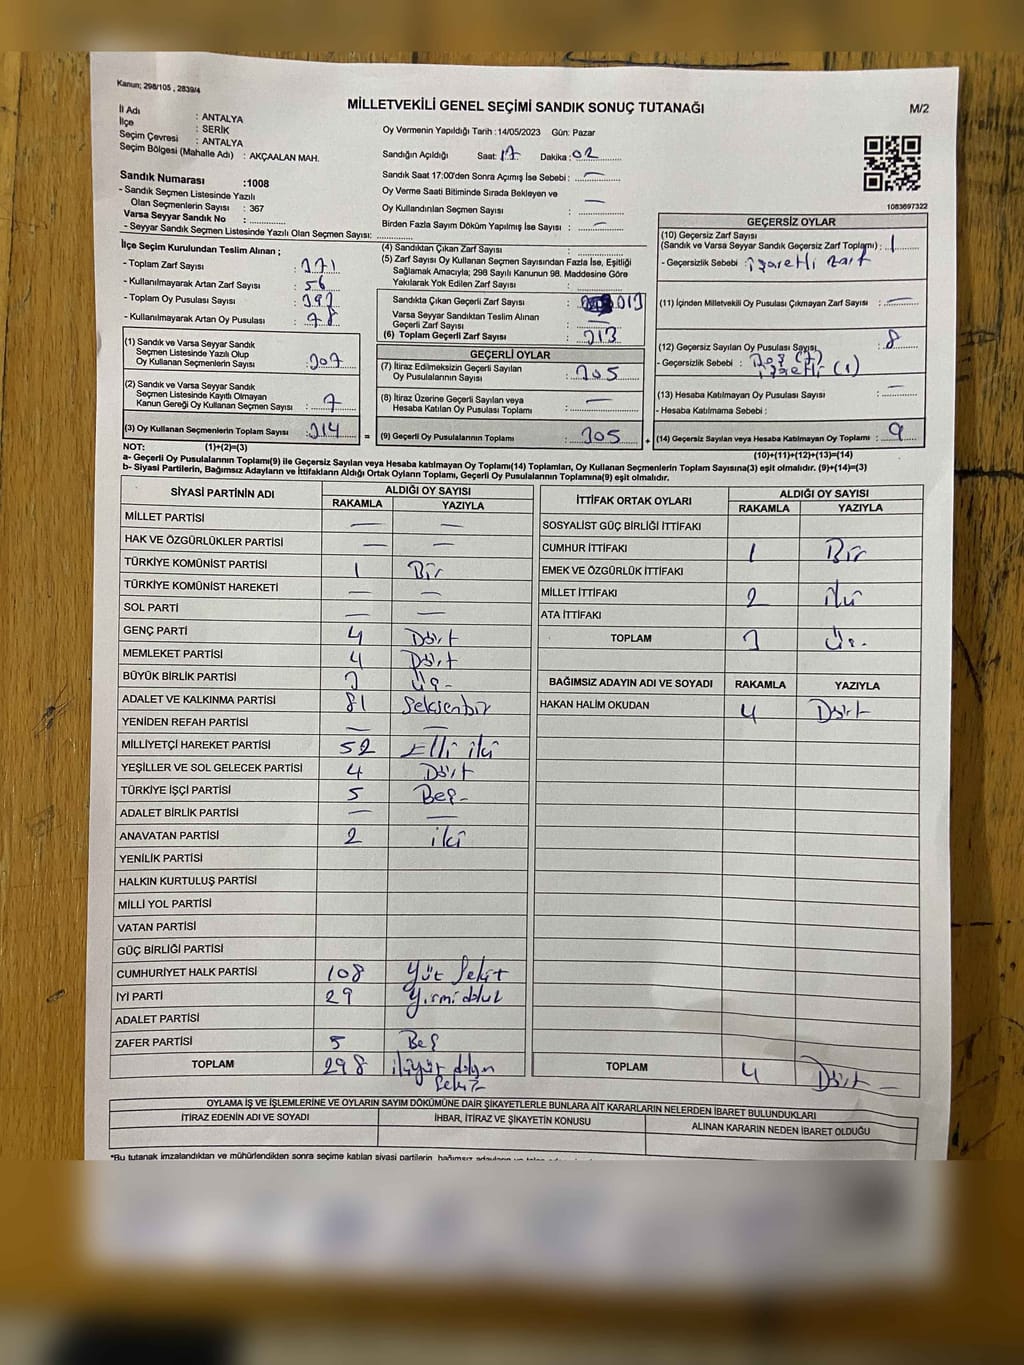 Kanun; 298/105 , 2839/4
MİLLETVEKİLİ GENEL SEÇİMİ SANDIK SONUÇ TUTANAĞI
M/2
İl Adı : ANTALYA
İlçe : SERİK
Seçim Çevresi : ANTALYA
Seçim Bölgesi (Mahalle Adı) : AKÇAALAN MAH.
Sandık Numarası :1008
- Sandık Seçmen Listesinde Yazılı
Olan Seçmenlerin Sayısı : 367
Varsa Seyyar Sandık No :
- Seyyar Sandık Seçmen Listesinde Yazılı Olan Seçmen Sayısı:
Oy Vermenin Yapıldığı Tarih :14/05/2023 Gün: Pazar
Sandığın Açıldığı Saat: 17 Dakika: 02
Sandık Saat 17:00'den Sonra Açımış İse Sebebi : —
Oy Verme Saati Bitiminde Sırada Bekleyen ve
Oy Kullandırılan Seçmen Sayısı : —
Birden Fazla Sayım Döküm Yapılmış İse Sayısı : —
1083697322
İlçe Seçim Kurulundan Teslim Alınan ;
- Toplam Zarf Sayısı :
- Kullanılmayarak Artan Zarf Sayısı : 56
- Toplam Oy Pusulası Sayısı :
- Kullanılmayarak Artan Oy Pusulası :
(1) Sandık ve Varsa Seyyar Sandık
Seçmen Listesinde Yazılı Olup
Oy Kullanan Seçmenlerin Sayısı : 307
(2) Sandık ve Varsa Seyyar Sandık
Seçmen Listesinde Kayıtlı Olmayan
Kanun Gereği Oy Kullanan Seçmen Sayısı : 7
(3) Oy Kullanan Seçmenlerin Toplam Sayısı : 314
(4) Sandıktan Çıkan Zarf Sayısı :
(5) Zarf Sayısı Oy Kullanan Seçmen Sayısından Fazla İse, Eşitliği
Sağlamak Amacıyla; 298 Sayılı Kanunun 98. Maddesine Göre
Yakılarak Yok Edilen Zarf Sayısı :
Sandıkta Çıkan Geçerli Zarf Sayısı : 313
Varsa Seyyar Sandıktan Teslim Alınan
Geçerli Zarf Sayısı : —
(6) Toplam Geçerli Zarf Sayısı : 313
GEÇERLİ OYLAR
(7) İtiraz Edilmeksizin Geçerli Sayılan
Oy Pusulalarının Sayısı : 305
(8) İtiraz Üzerine Geçerli Sayılan veya
Hesaba Katılan Oy Pusulası Toplamı : —
= (9) Geçerli Oy Pusulalarının Toplamı : 305
GEÇERSİZ OYLAR
(10) Geçersiz Zarf Sayısı
(Sandık ve Varsa Seyyar Sandık Geçersiz Zarf Toplamı) : 1
- Geçersizlik Sebebi : işaretli zarf
(11) İçinden Milletvekili Oy Pusulası Çıkmayan Zarf Sayısı : —
(12) Geçersiz Sayılan Oy Pusulası Sayısı : 8
- Geçersizlik Sebebi : Boş (7)
işaretli (1)
(13) Hesaba Katılmayan Oy Pusulası Sayısı : —
- Hesaba Katılmama Sebebi :
+ (14) Geçersiz Sayılan veya Hesaba Katılmayan Oy Toplamı : 9
NOT: (1)+(2)=(3)
(10)+(11)+(12)+(13)=(14)
a- Geçerli Oy Pusulalarının Toplamı(9) ile Geçersiz Sayılan veya Hesaba katılmayan Oy Toplamı(14) Toplamları, Oy Kullanan Seçmenlerin Toplam Sayısına(3) eşit olmalıdır. (9)+(14)=(3)
b- Siyasi Partilerin, Bağımsız Adayların ve İttifakların Aldığı Ortak Oyların Toplamı, Geçerli Oy Pusulalarının Toplamına(9) eşit olmalıdır.
SİYASİ PARTİNİN ADI ALDIĞI OY SAYISI
RAKAMLA YAZIYLA
MİLLET PARTİSİ — —
HAK VE ÖZGÜRLÜKLER PARTİSİ — —
TÜRKİYE KOMÜNİST PARTİSİ 1 Bir
TÜRKİYE KOMÜNİST HAREKETİ — —
SOL PARTİ — —
GENÇ PARTİ 4 Dört
MEMLEKET PARTİSİ 4 Dört
BÜYÜK BİRLİK PARTİSİ 3 Üç-
ADALET VE KALKINMA PARTİSİ 81 Seksenbir
YENİDEN REFAH PARTİSİ — —
MİLLİYETÇİ HAREKET PARTİSİ 52 Elli iki
YEŞİLLER VE SOL GELECEK PARTİSİ 4 Dört
TÜRKİYE İŞÇİ PARTİSİ 5 Beş-
ADALET BİRLİK PARTİSİ — —
ANAVATAN PARTİSİ 2 iki
YENİLİK PARTİSİ
HALKIN KURTULUŞ PARTİSİ
MİLLİ YOL PARTİSİ
VATAN PARTİSİ
GÜÇ BİRLİĞİ PARTİSİ
CUMHURİYET HALK PARTİSİ 108 Yüz Sekiz
İYİ PARTİ 29 Yirmi dokuz
ADALET PARTİSİ
ZAFER PARTİSİ 5 Beş
TOPLAM 298 ikiyüz doksan
Sekiz
İTTİFAK ORTAK OYLARI ALDIĞI OY SAYISI
RAKAMLA YAZIYLA
SOSYALİST GÜÇ BİRLİĞİ İTTİFAKI
CUMHUR İTTİFAKI 1 Bir
EMEK VE ÖZGÜRLÜK İTTİFAKI
MİLLET İTTİFAKI 2 iki
ATA İTTİFAKI
TOPLAM 3 Üç.
BAĞIMSIZ ADAYIN ADI VE SOYADI RAKAMLA YAZIYLA
HAKAN HALİM OKUDAN 4 Dört
TOPLAM 4 Dört —
OYLAMA İŞ VE İŞLEMLERİNE VE OYLARIN SAYIM DÖKÜMÜNE DAİR ŞİKAYETLERLE BUNLARA AİT KARARLARIN NELERDEN İBARET BULUNDUKLARI
İTİRAZ EDENİN ADI VE SOYADI İHBAR, İTİRAZ VE ŞİKAYETİN KONUSU ALINAN KARARIN NEDEN İBARET OLDUĞU
*Bu tutanak imzalandıktan ve mühürlendikten sonra seçime katılan siyasi partilerin, bağımsız